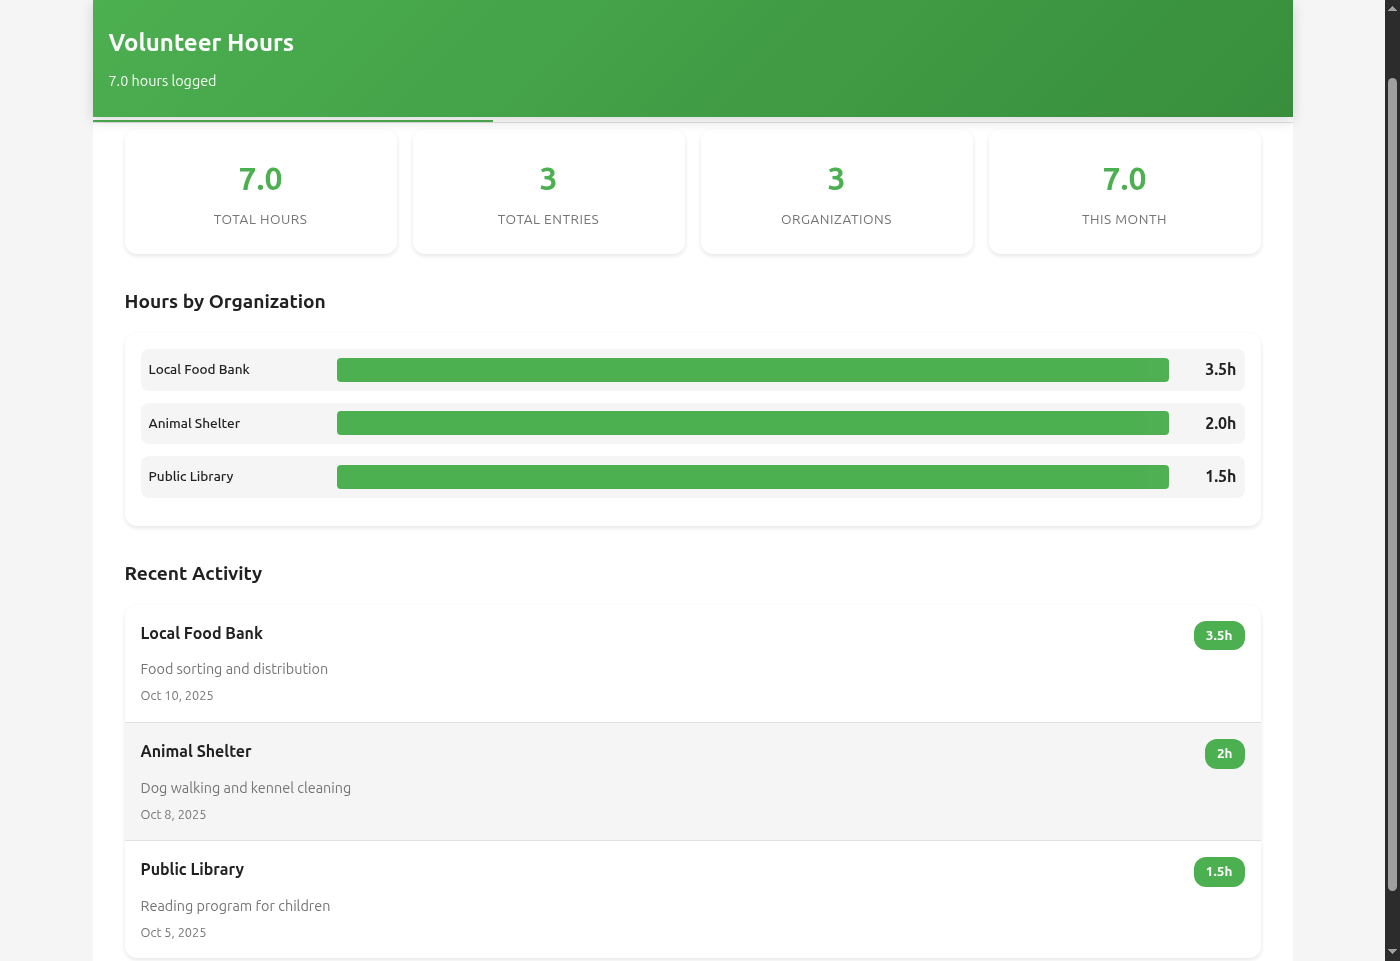 Volunteer Hours
7.0 hours logged
7.0
TOTAL HOURS
3
TOTAL ENTRIES
3
ORGANIZATIONS
7.0
THIS MONTH
Hours by Organization
Local Food Bank 3.5h
Animal Shelter 2.0h
Public Library 1.5h
Recent Activity
Local Food Bank 3.5h
Food sorting and distribution
Oct 10, 2025
Animal Shelter 2h
Dog walking and kennel cleaning
Oct 8, 2025
Public Library 1.5h
Reading program for children
Oct 5, 2025